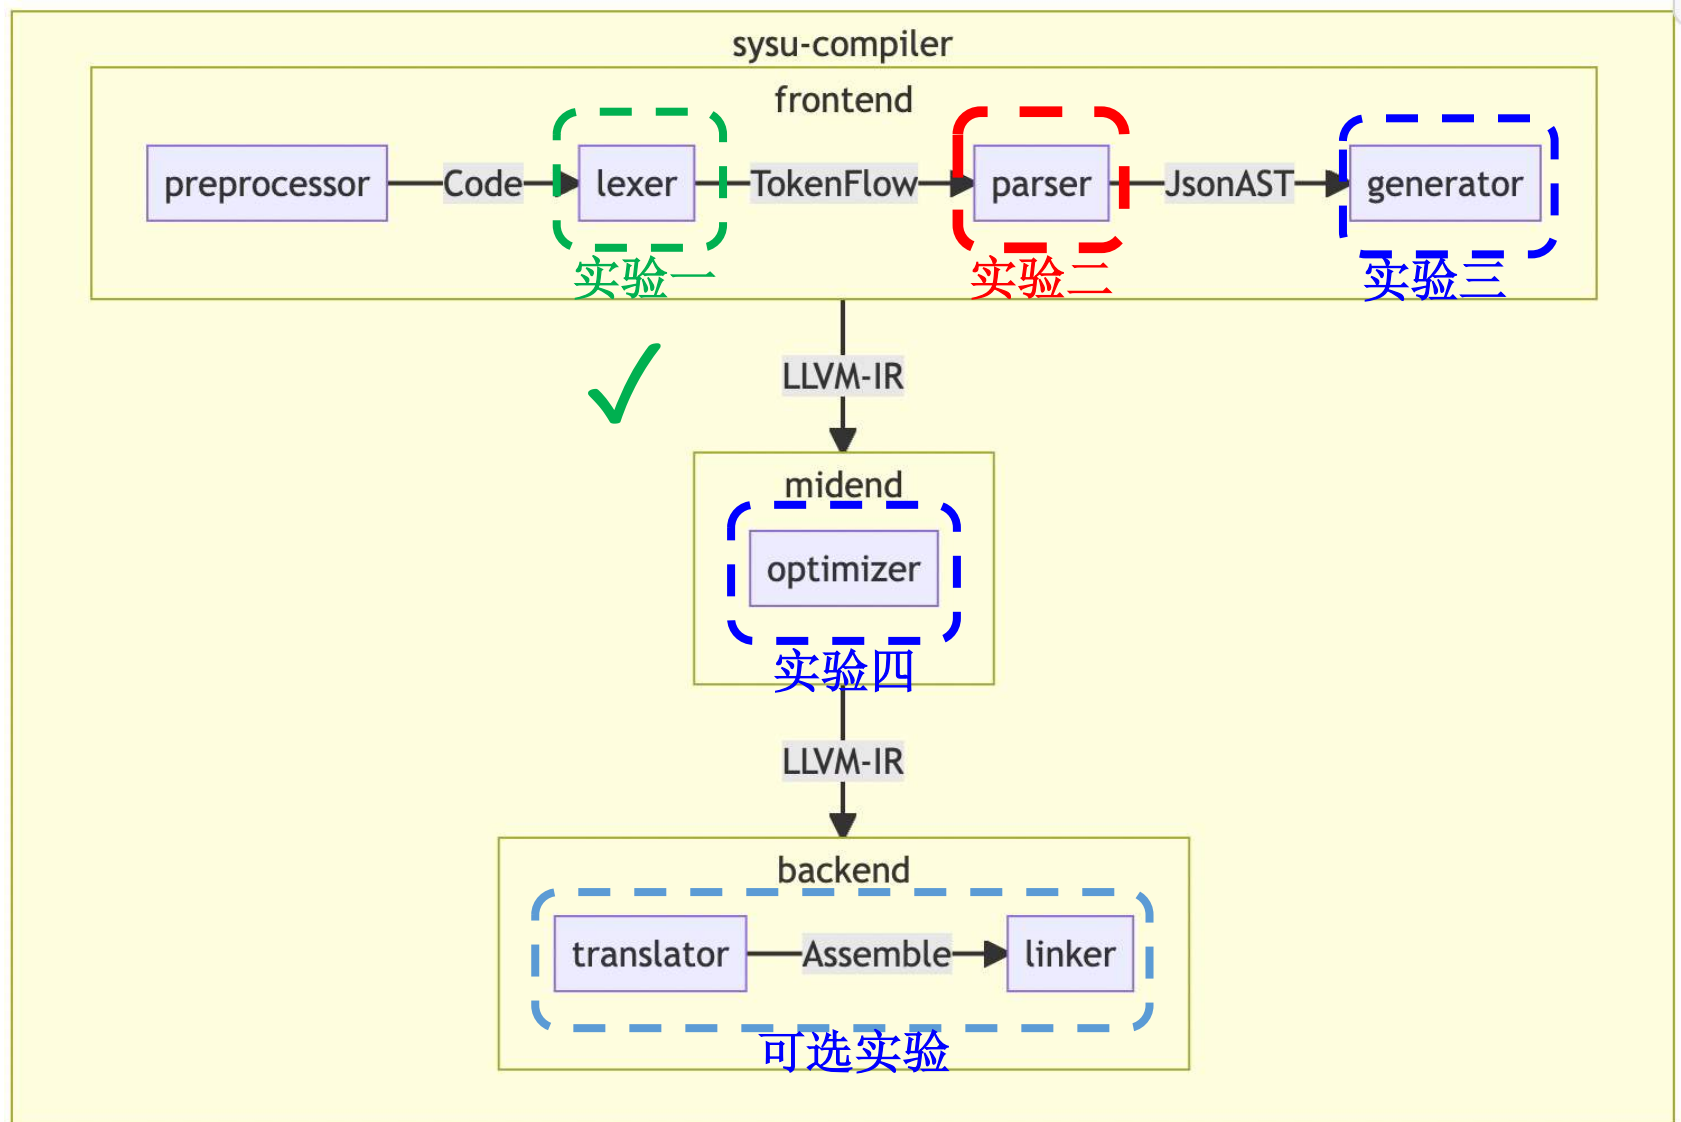 sysu-compiler
frontend
preprocessor Code lexer TokenFlow parser JsonAST generator
实验一 实验二 实验三
LLVM-IR
midend
optimizer
实验四
LLVM-IR
backend
translator Assemble linker
可选实验